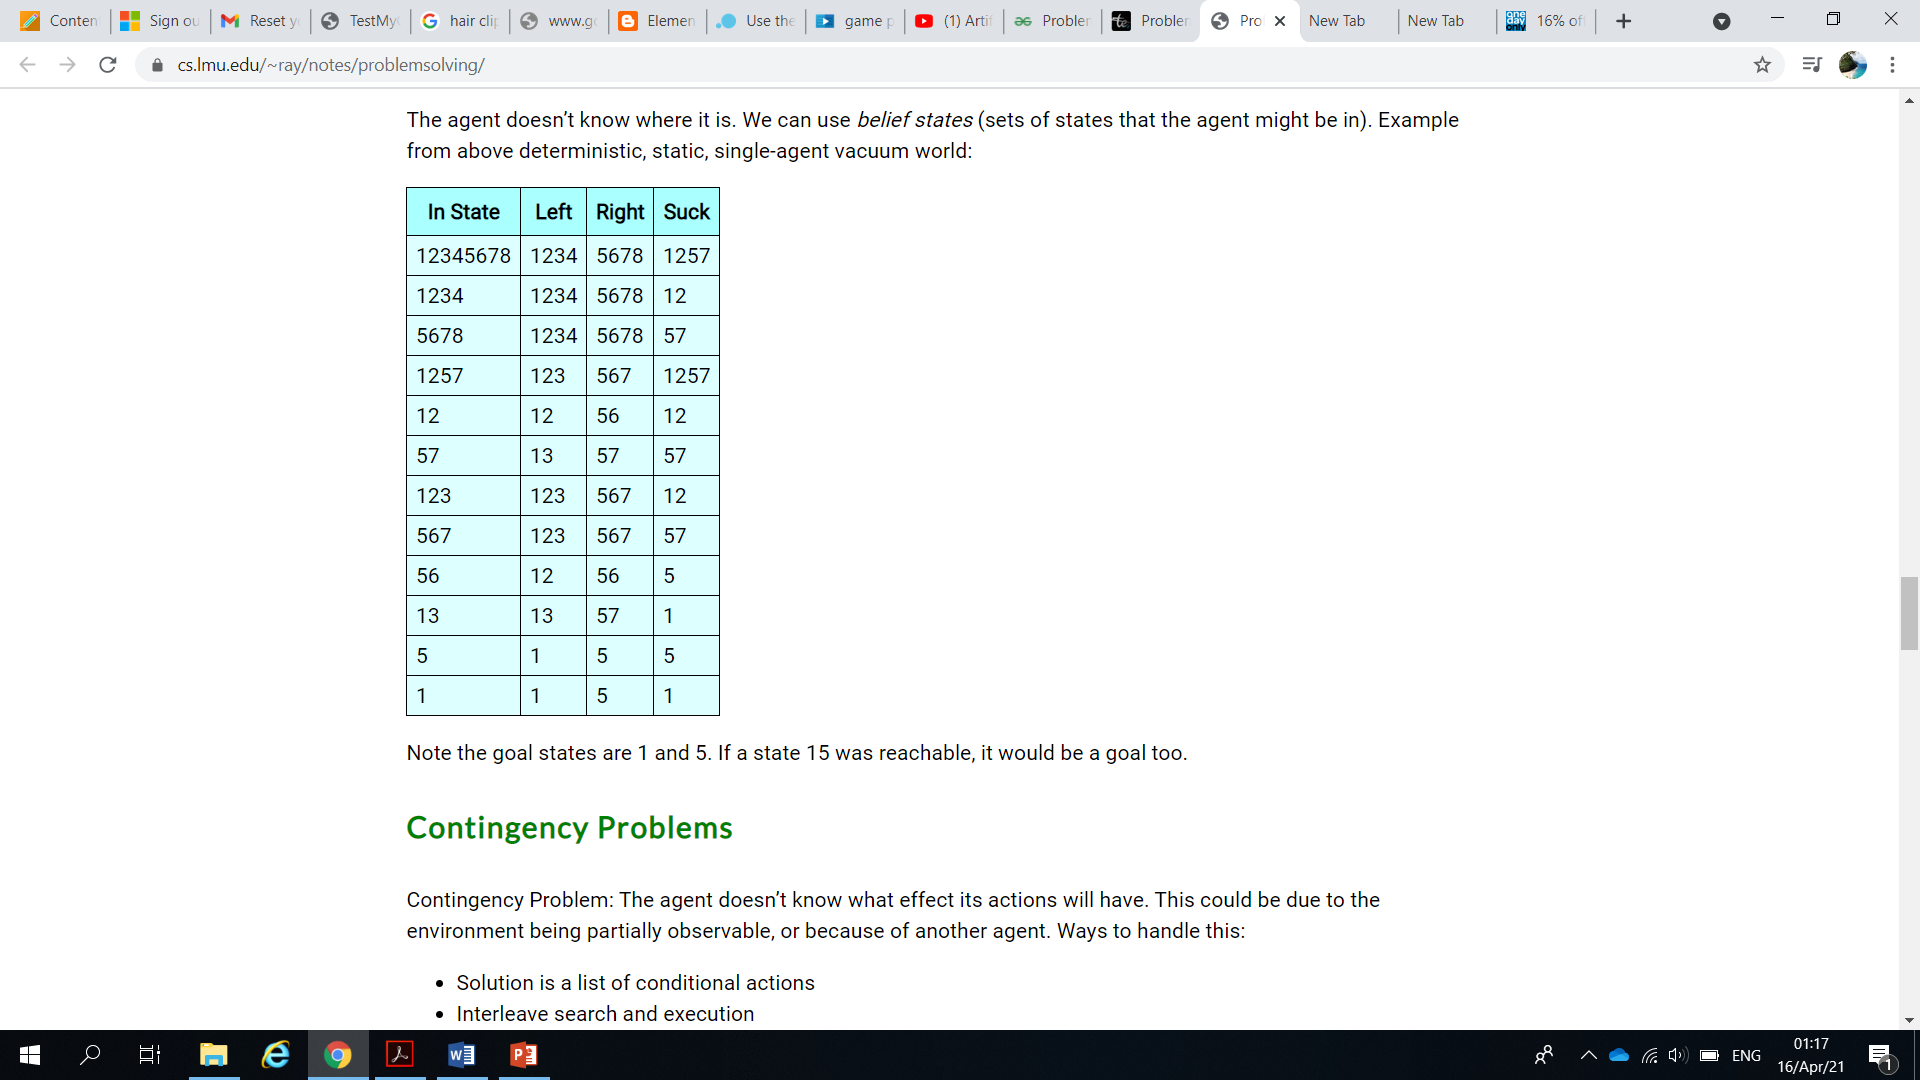 Conten Sign ou Reset y TestMy hair clip www.go Elemen Use the game p (1) Arti Problem Problem Pro New Tab New Tab 16% of
cs.lmu.edu/~ray/notes/problemsolving/
The agent doesn’t know where it is. We can use belief states (sets of states that the agent might be in). Example
from above deterministic, static, single-agent vacuum world:
In State Left Right Suck
12345678 1234 5678 1257
1234 1234 5678 12
5678 1234 5678 57
1257 123 567 1257
12 12 56 12
57 13 57 57
123 123 567 12
567 123 567 57
56 12 56 5
13 13 57 1
5 1 5 5
1 1 5 1
Note the goal states are 1 and 5. If a state 15 was reachable, it would be a goal too.
Contingency Problems
Contingency Problem: The agent doesn’t know what effect its actions will have. This could be due to the
environment being partially observable, or because of another agent. Ways to handle this:
• Solution is a list of conditional actions
• Interleave search and execution
ENG
01:17
16/Apr/21
1